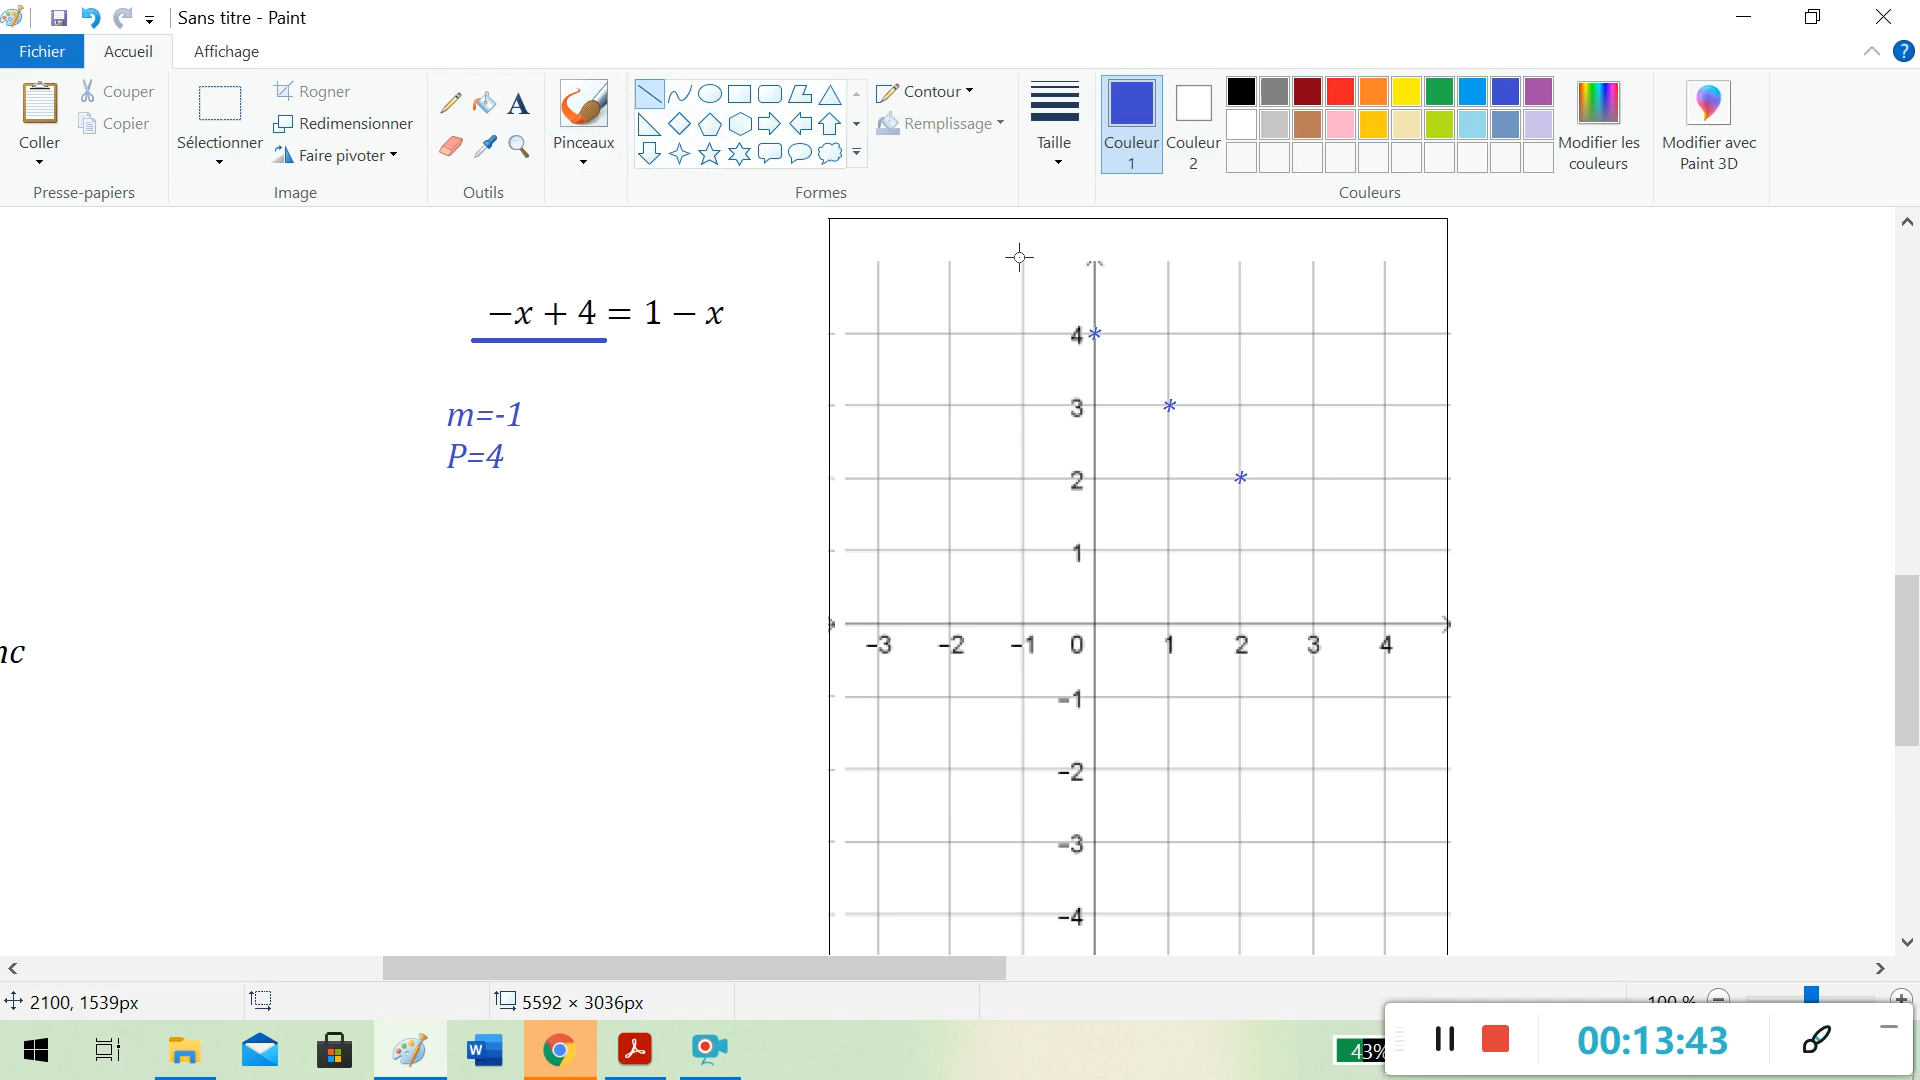 Sans titre - Paint
Fichier
Accueil
Affichage
Coller
Couper
Copier
Presse-papiers
Sélectionner
Rogner
Redimensionner
Faire pivoter
Image
A
Outils
Pinceaux
Contour
Remplissage
Formes
Taille
Couleur
1
Couleur
2
Modifier les
couleurs
Couleurs
Modifier avec
Paint 3D
?
−x + 4 = 1 − x
m=-1
P=4
4 *
3 *
2 *
1
−3 −2 −1 0 1 2 3 4
−1
−2
−3
−4
2100, 1539px
5592 × 3036px
100 %
43%
00:13:43